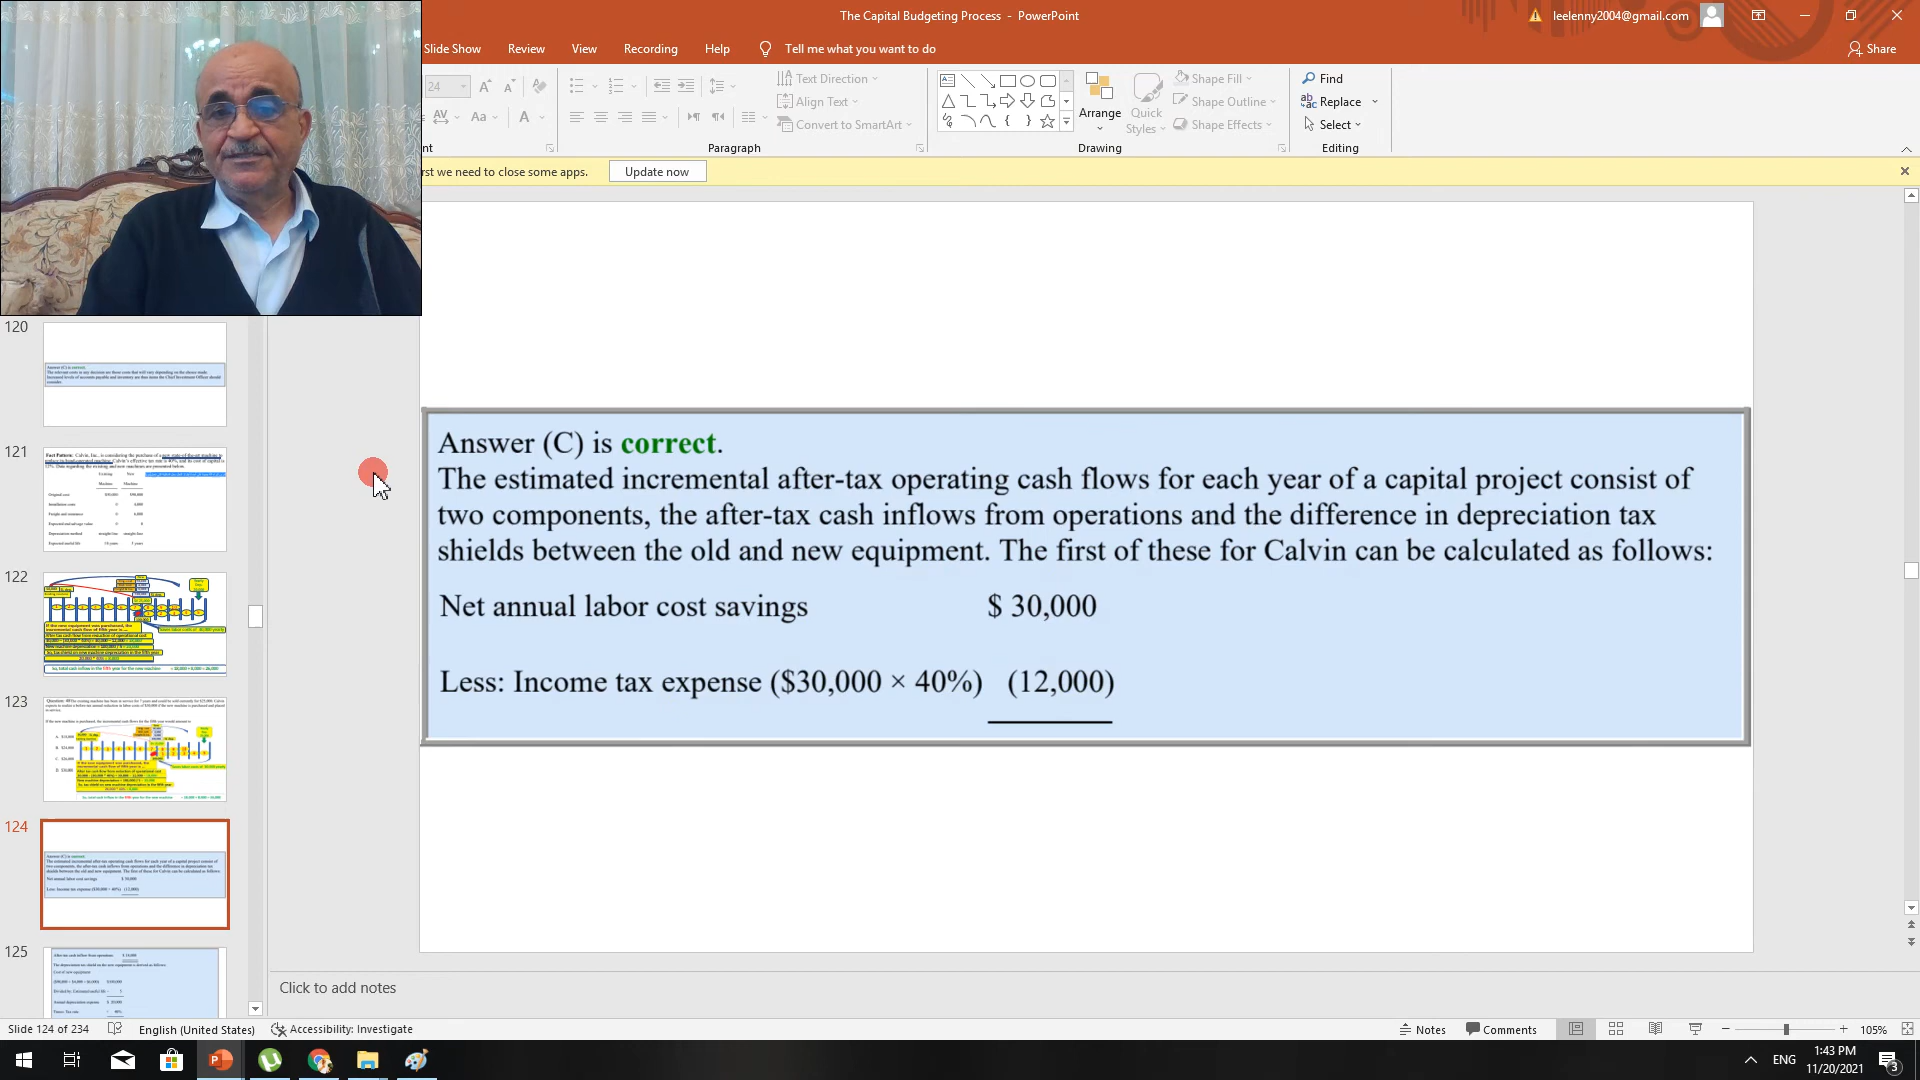 The Capital Budgeting Process - PowerPoint
leelenny2004@gmail.com
Slide Show Review View Recording Help Tell me what you want to do
Share
24
Text Direction
Align Text
Convert to SmartArt
Aa
A
Arrange
Quick
Styles
Shape Fill
Shape Outline
Shape Effects
Find
Replace
Select
nt
Paragraph
Drawing
Editing
rst we need to close some apps. Update now
Answer (C) is correct.
The estimated incremental after-tax operating cash flows for each year of a capital project consist of
two components, the after-tax cash inflows from operations and the difference in depreciation tax
shields between the old and new equipment. The first of these for Calvin can be calculated as follows:
Net annual labor cost savings $ 30,000
Less: Income tax expense ($30,000 × 40%) (12,000)
120
121
122
123
124
125
Click to add notes
Slide 124 of 234 English (United States) Accessibility: Investigate
Notes Comments 105%
ENG
1:43 PM
11/20/2021
3